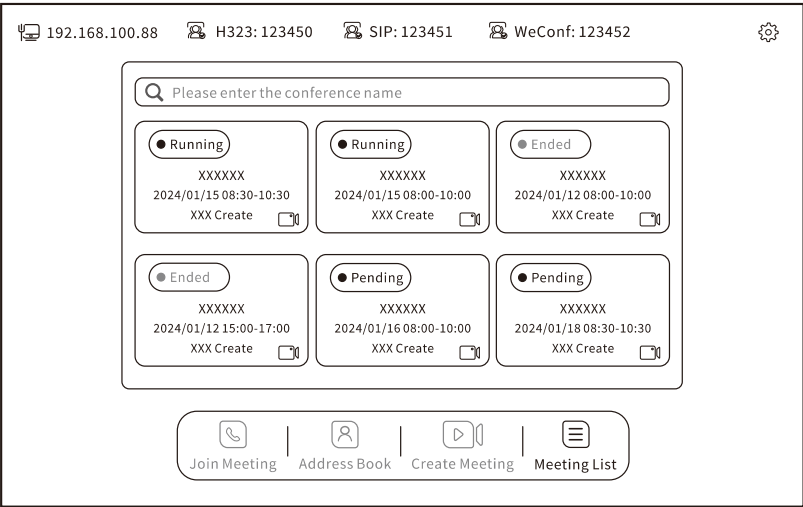 192.168.100.88 H323: 123450 SIP: 123451 WeConf: 123452
Please enter the conference name
Running
XXXXXX
2024/01/15 08:30-10:30
XXX Create
Running
XXXXXX
2024/01/15 08:00-10:00
XXX Create
Ended
XXXXXX
2024/01/12 08:00-10:00
XXX Create
Ended
XXXXXX
2024/01/12 15:00-17:00
XXX Create
Pending
XXXXXX
2024/01/16 08:00-10:00
XXX Create
Pending
XXXXXX
2024/01/18 08:30-10:30
XXX Create
Join Meeting Address Book Create Meeting Meeting List